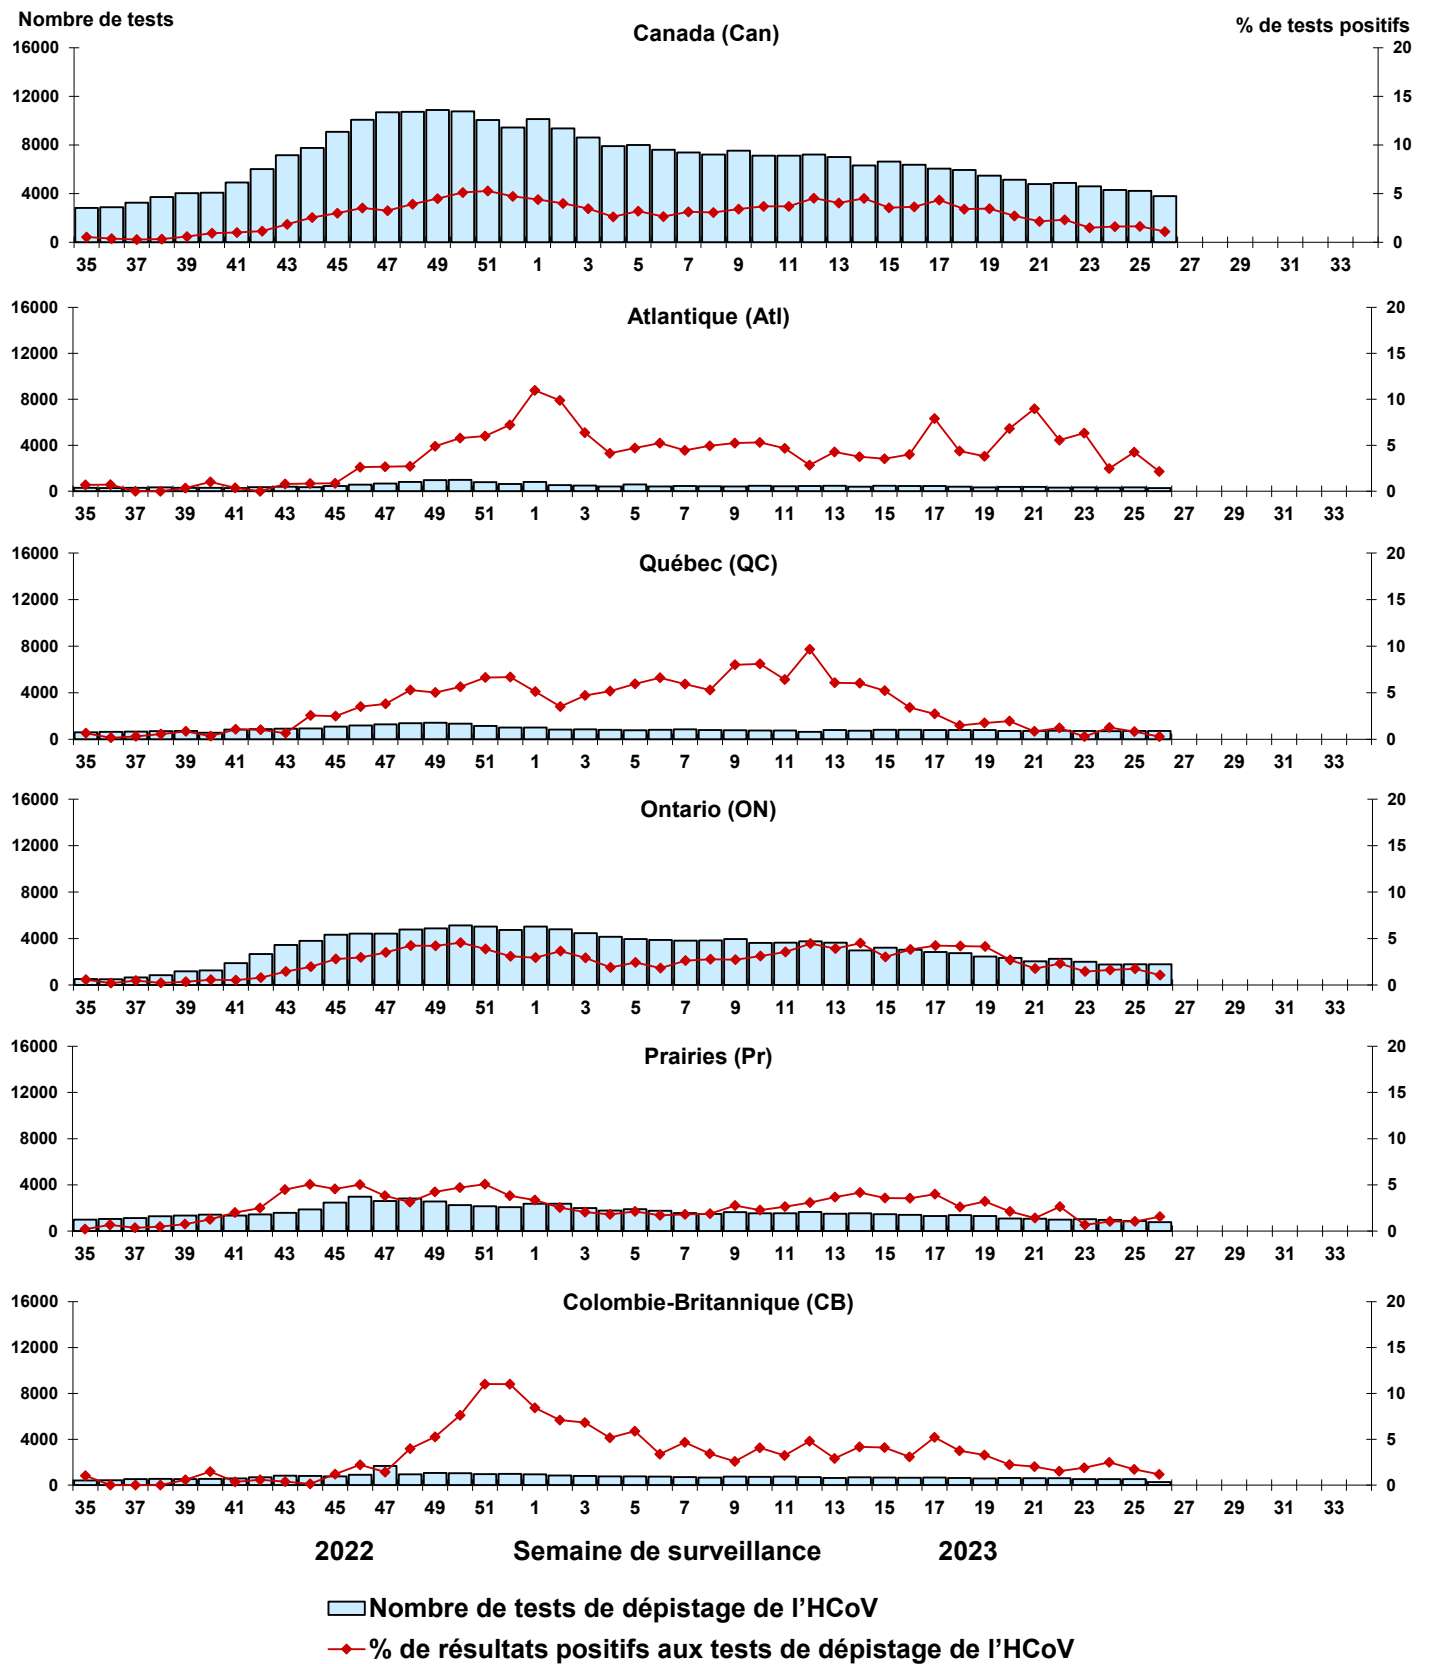 Nombre de tests
Canada (Can)
% de tests positifs
16000 20
12000 15
8000 10
4000 5
0 0
35 37 39 41 43 45 47 49 51 1 3 5 7 9 11 13 15 17 19 21 23 25 27 29 31 33
Atlantique (Atl)
16000 20
12000 15
8000 10
4000 5
0 0
35 37 39 41 43 45 47 49 51 1 3 5 7 9 11 13 15 17 19 21 23 25 27 29 31 33
Québec (QC)
16000 20
12000 15
8000 10
4000 5
0 0
35 37 39 41 43 45 47 49 51 1 3 5 7 9 11 13 15 17 19 21 23 25 27 29 31 33
Ontario (ON)
16000 20
12000 15
8000 10
4000 5
0 0
35 37 39 41 43 45 47 49 51 1 3 5 7 9 11 13 15 17 19 21 23 25 27 29 31 33
Prairies (Pr)
16000 20
12000 15
8000 10
4000 5
0 0
35 37 39 41 43 45 47 49 51 1 3 5 7 9 11 13 15 17 19 21 23 25 27 29 31 33
Colombie-Britannique (CB)
16000 20
12000 15
8000 10
4000 5
0 0
35 37 39 41 43 45 47 49 51 1 3 5 7 9 11 13 15 17 19 21 23 25 27 29 31 33
2022 Semaine de surveillance 2023
Nombre de tests de dépistage de l’HCoV
% de résultats positifs aux tests de dépistage de l’HCoV